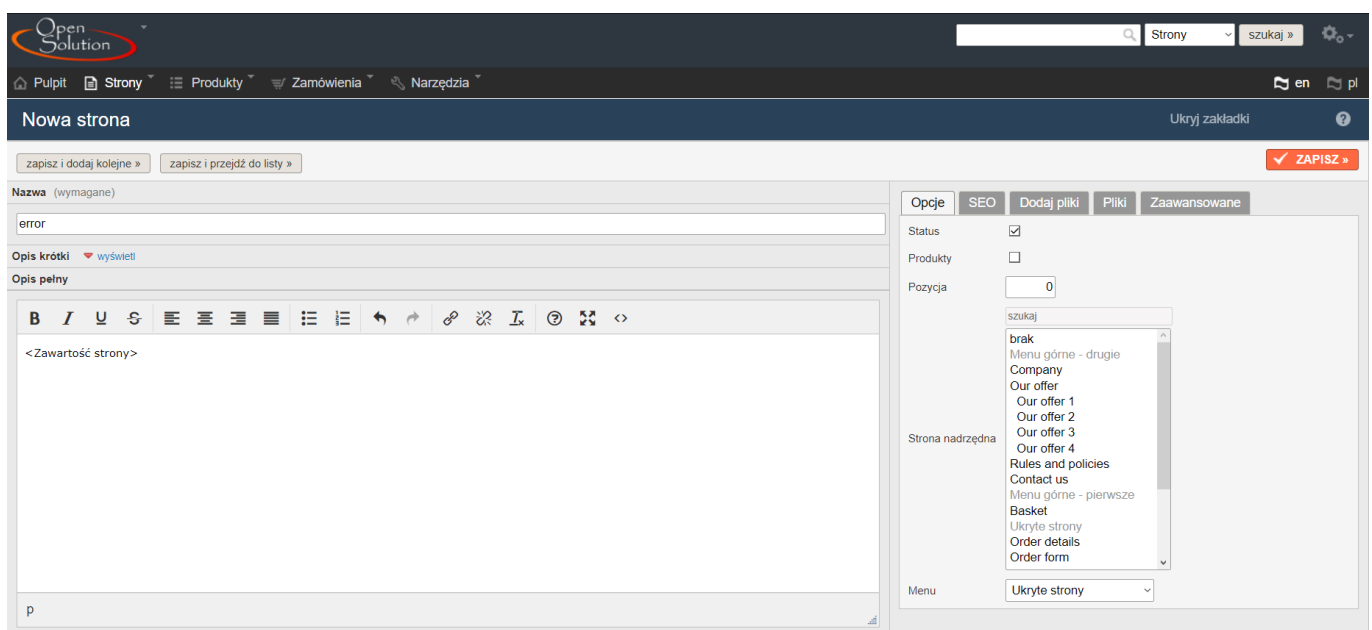 Open Solution
Strony szukaj »
Pulpit Strony Produkty Zamówienia Narzędzia en pl
Nowa strona Ukryj zakładki ?
zapisz i dodaj kolejne » zapisz i przejdź do listy » ZAPISZ »
Nazwa (wymagane)
error
Opis krótki wyświetl
Opis pełny
B I U S
<Zawartość strony>
p
Opcje SEO Dodaj pliki Pliki Zaawansowane
Status
Produkty
Pozycja 0
szukaj
Strona nadrzędna
brak
Menu górne - drugie
Company
Our offer
Our offer 1
Our offer 2
Our offer 3
Our offer 4
Rules and policies
Contact us
Menu górne - pierwsze
Basket
Ukryte strony
Order details
Order form
Menu Ukryte strony